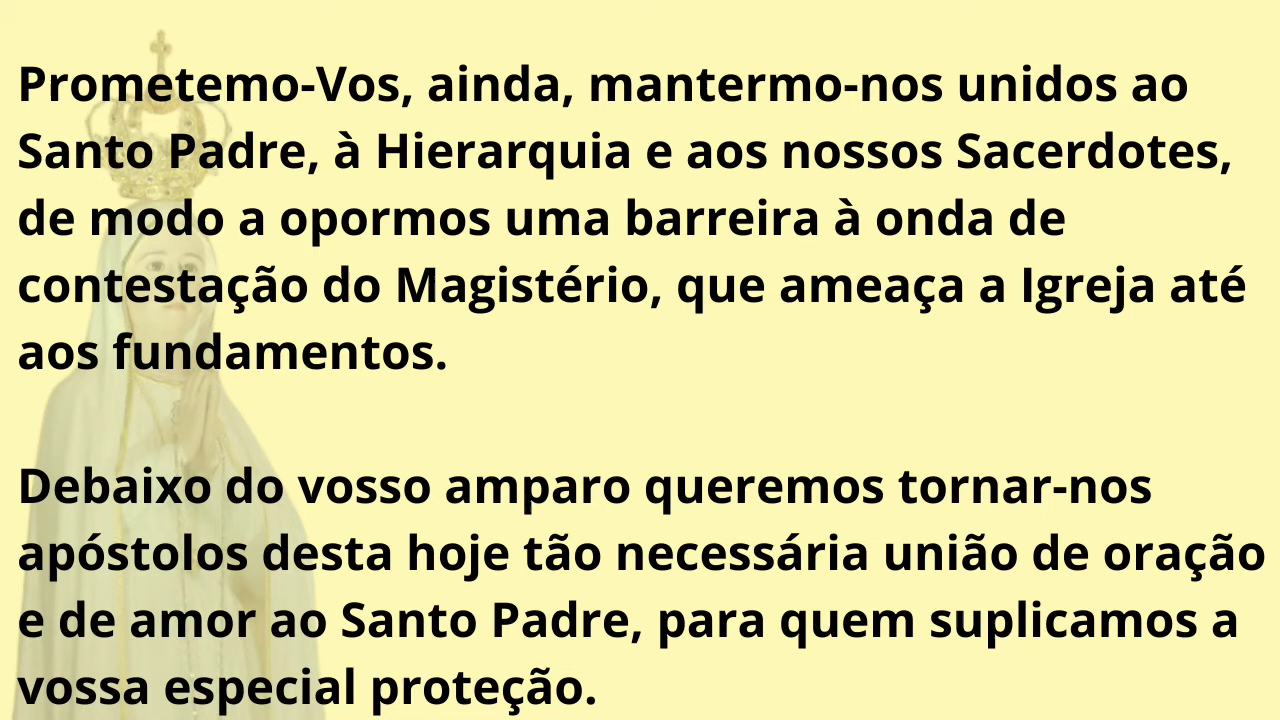 Prometemo-Vos, ainda, mantermo-nos unidos ao
Santo Padre, à Hierarquia e aos nossos Sacerdotes,
de modo a opormos uma barreira à onda de
contestação do Magistério, que ameaça a Igreja até
aos fundamentos.
Debaixo do vosso amparo queremos tornar-nos
apóstolos desta hoje tão necessária união de oração
e de amor ao Santo Padre, para quem suplicamos a
vossa especial proteção.